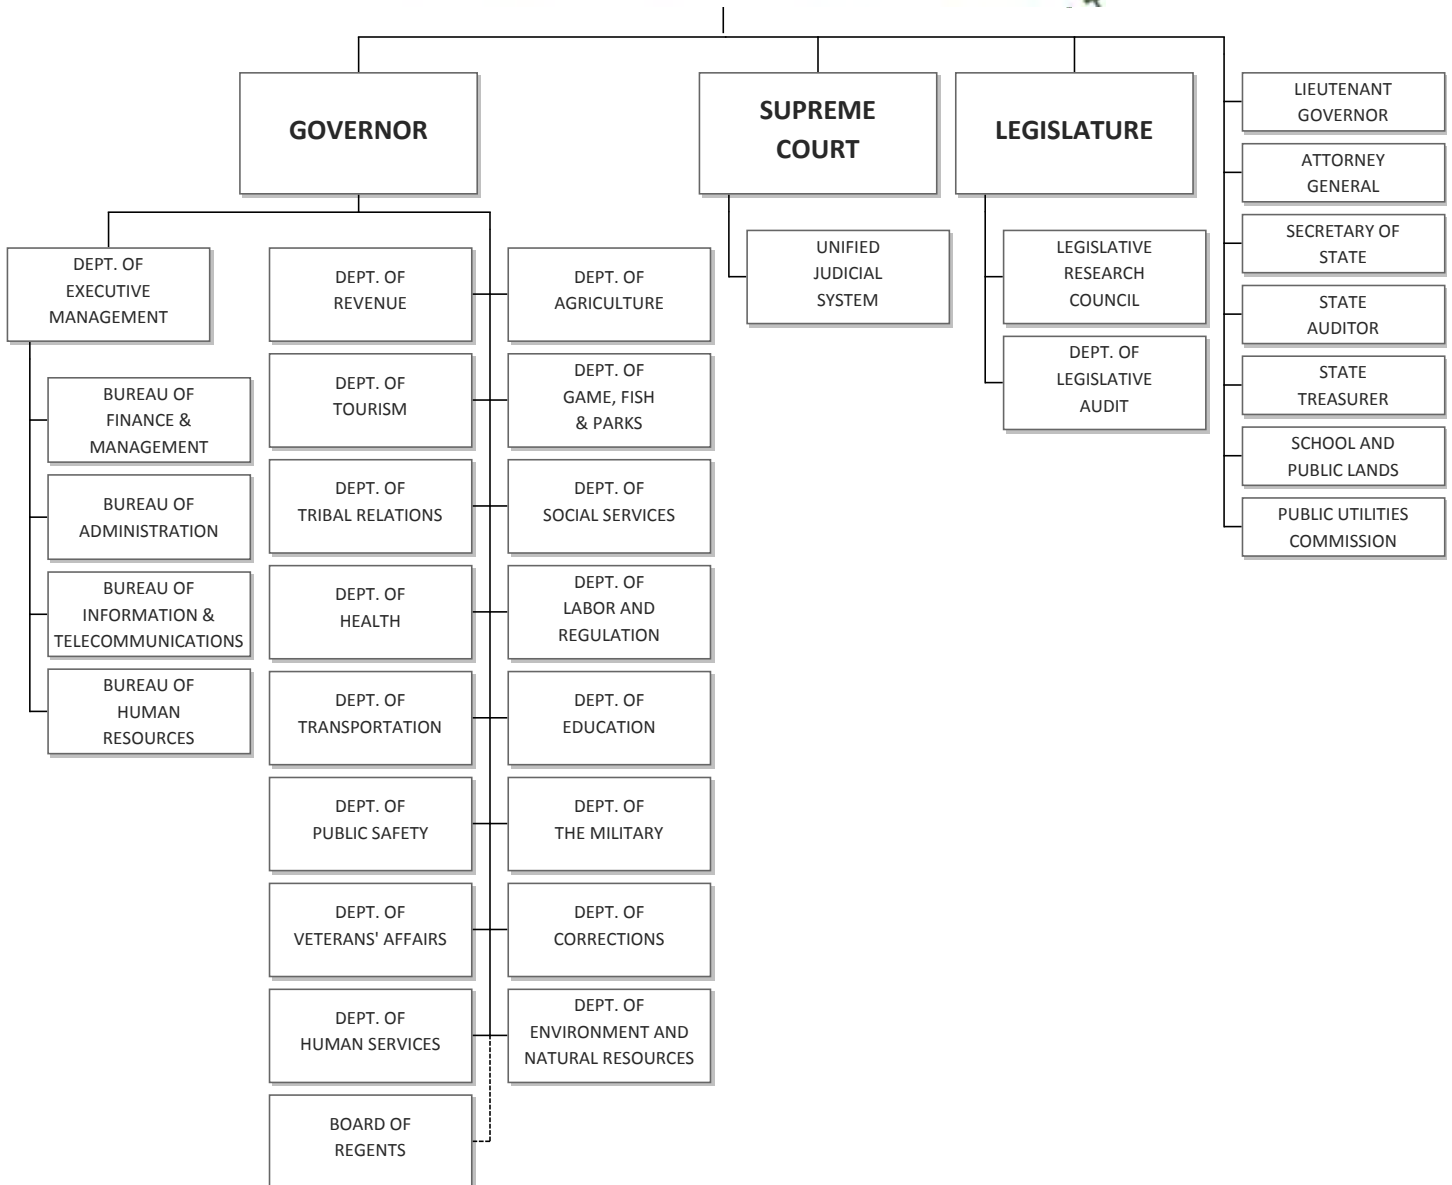 GOVERNOR
SUPREME
COURT
LEGISLATURE
LIEUTENANT
GOVERNOR
ATTORNEY
GENERAL
SECRETARY OF
STATE
STATE
AUDITOR
STATE
TREASURER
SCHOOL AND
PUBLIC LANDS
PUBLIC UTILITIES
COMMISSION
UNIFIED
JUDICIAL
SYSTEM
LEGISLATIVE
RESEARCH
COUNCIL
DEPT. OF
LEGISLATIVE
AUDIT
DEPT. OF
EXECUTIVE
MANAGEMENT
BUREAU OF
FINANCE &
MANAGEMENT
BUREAU OF
ADMINISTRATION
BUREAU OF
INFORMATION &
TELECOMMUNICATIONS
BUREAU OF
HUMAN
RESOURCES
DEPT. OF
REVENUE
DEPT. OF
TOURISM
DEPT. OF
TRIBAL RELATIONS
DEPT. OF
HEALTH
DEPT. OF
TRANSPORTATION
DEPT. OF
PUBLIC SAFETY
DEPT. OF
VETERANS' AFFAIRS
DEPT. OF
HUMAN SERVICES
BOARD OF
REGENTS
DEPT. OF
AGRICULTURE
DEPT. OF
GAME, FISH
& PARKS
DEPT. OF
SOCIAL SERVICES
DEPT. OF
LABOR AND
REGULATION
DEPT. OF
EDUCATION
DEPT. OF
THE MILITARY
DEPT. OF
CORRECTIONS
DEPT. OF
ENVIRONMENT AND
NATURAL RESOURCES